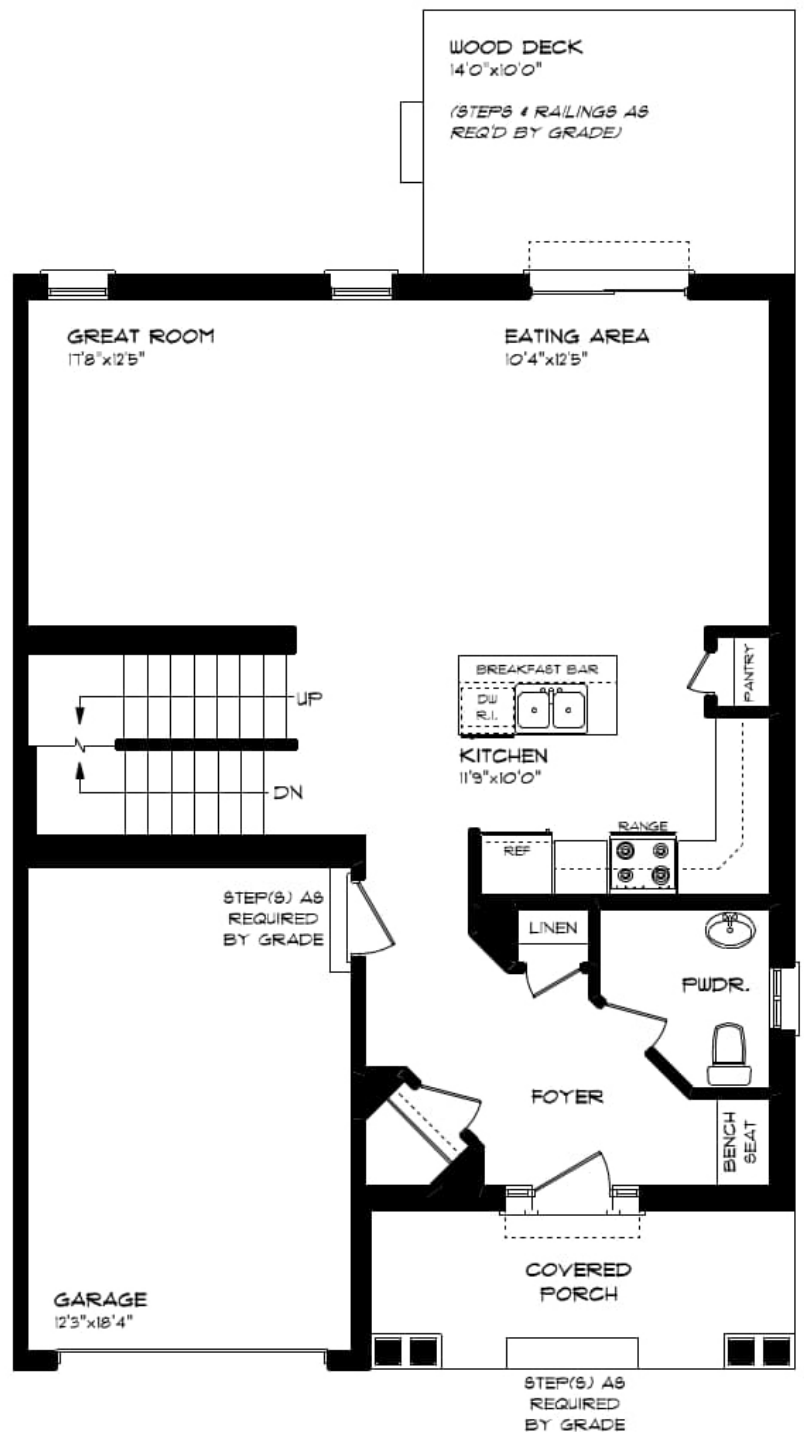 WOOD DECK
14'0"x10'0"
(STEPS & RAILINGS AS
REQ'D BY GRADE)
GREAT ROOM
17'8"x12'5"
EATING AREA
10'4"x12'5"
UP
DN
BREAKFAST BAR
DW
R.I.
PANTRY
KITCHEN
11'9"x10'0"
REF
RANGE
STEP(S) AS
REQUIRED
BY GRADE
LINEN
PWDR.
FOYER
BENCH
SEAT
GARAGE
12'3"x18'4"
COVERED
PORCH
STEP(S) AS
REQUIRED
BY GRADE